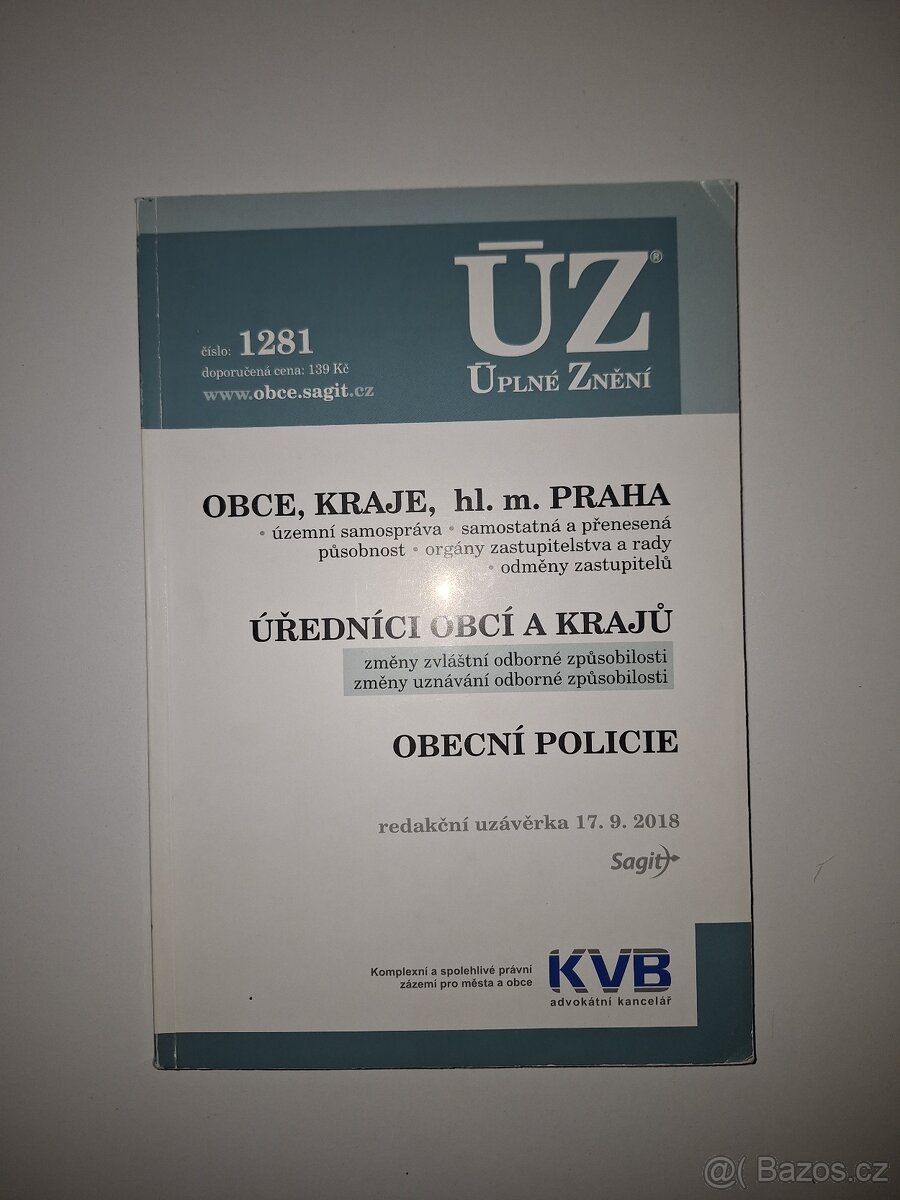 ÚZ®
ÚPLNÉ ZNĚNÍ
číslo: 1281
doporučená cena: 139 Kč
www.obce.sagit.cz
OBCE, KRAJE, hl. m. PRAHA
• územní samospráva • samostatná a přenesená
působnost • orgány zastupitelstva a rady
• odměny zastupitelů
ÚŘEDNÍCI OBCÍ A KRAJŮ
změny zvláštní odborné způsobilosti
změny uznávání odborné způsobilosti
OBECNÍ POLICIE
redakční uzávěrka 17. 9. 2018
Sagit
Komplexní a spolehlivé právní
zázemí pro města a obce
KVB
advokátní kancelář
@( Bazos.cz